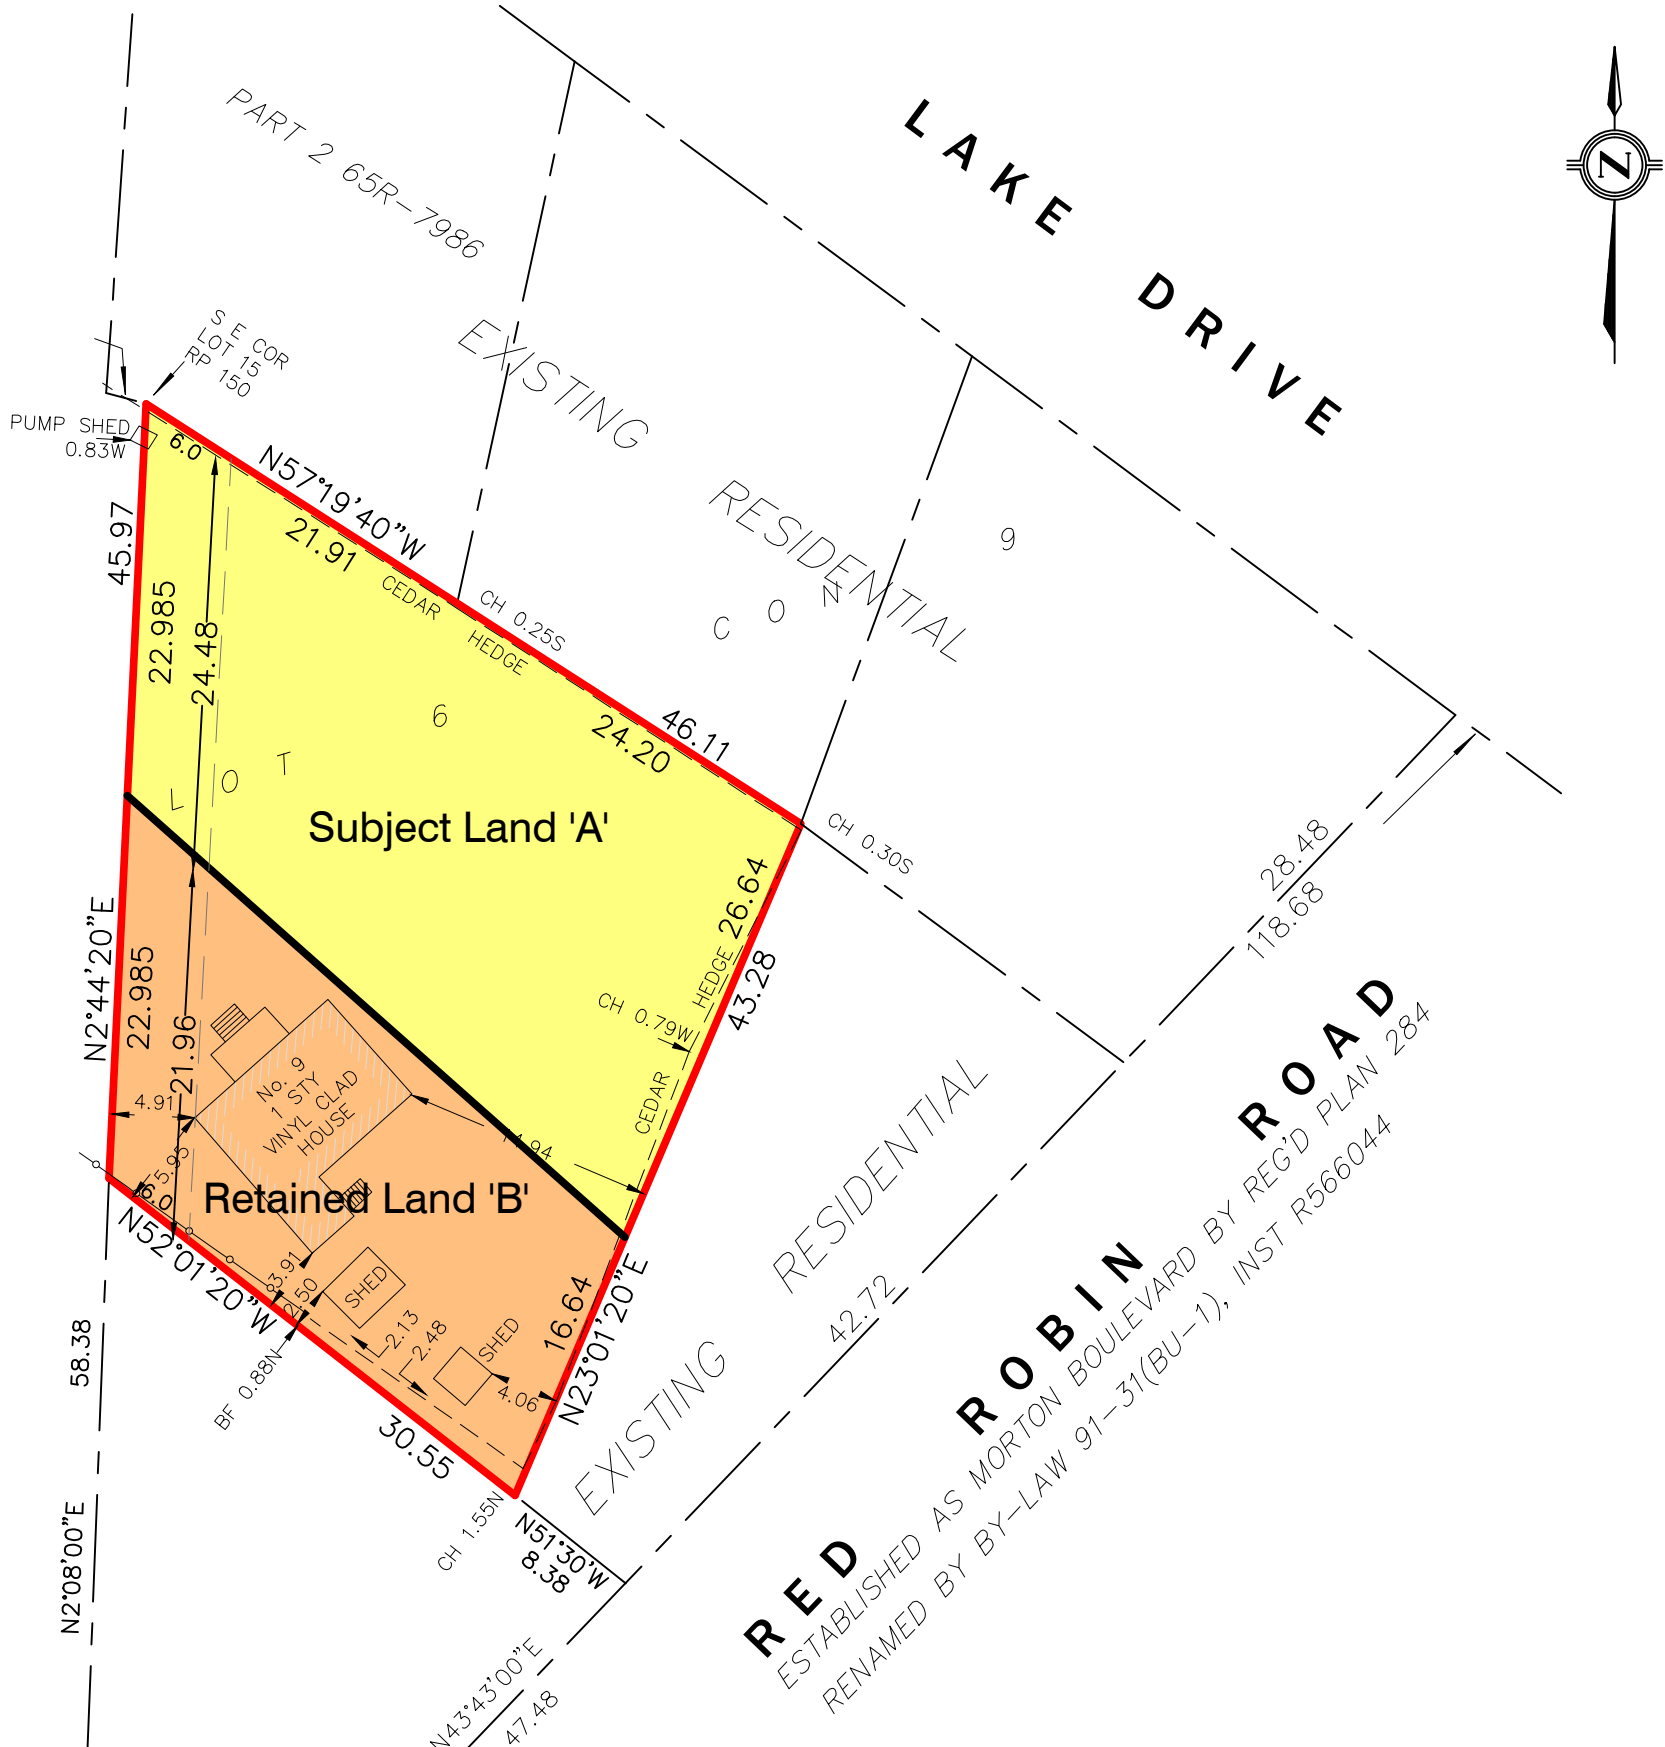 LAKE DRIVE
N
PART 2 65R-7986
S E COR
LOT 15
RP 150
PUMP SHED
0.83W
6.0
N57°19'40"W
21.91
CEDAR
HEDGE
CH 0.25S
46.11
24.20
EXISTING RESIDENTIAL
CON 9
45.97
22.985
24.48
LOT 6
Subject Land 'A'
CH 0.30S
28.48
118.68
26.64
HEDGE
43.28
CH 0.79W
CEDAR
N2°44'20"E
22.985
21.96
No. 9
1 STY
VINYL CLAD
HOUSE
4.91
14.94
5.95
6.0
Retained Land 'B'
N52°01'20"W
3.91
2.50
SHED
2.13
2.48
SHED
4.06
16.64
N23°01'20"E
BF 0.88N
30.55
58.38
CH 1.55N
N51°30'W
8.38
N2°08'00"E
EXISTING RESIDENTIAL
42.72
N43°43'00"E
47.48
RED ROBIN ROAD
ESTABLISHED AS MORTON BOULEVARD BY REG'D PLAN 284
RENAMED BY BY-LAW 91-31(BU-1), INST R566044